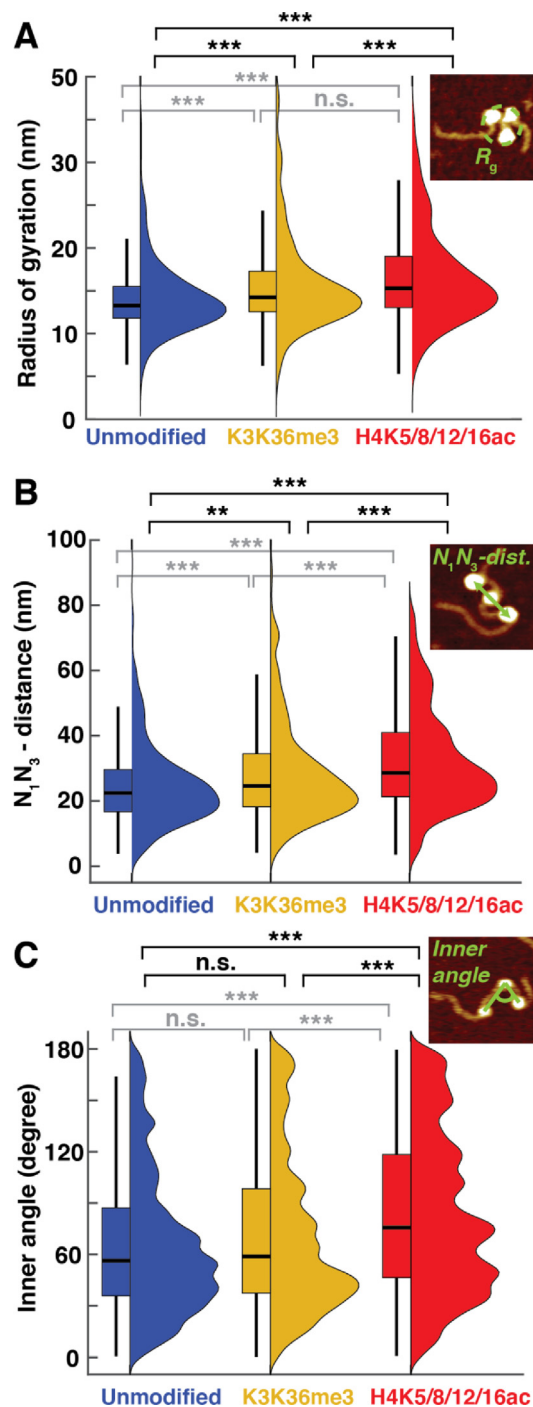 A
***
*** ***
***
*** n.s.
Radius of gyration (nm)
50
30
20
10
0
Rg
Unmodified K3K36me3 H4K5/8/12/16ac
B
***
** ***
***
*** ***
N1N3 - distance (nm)
100
80
60
40
20
0
N1N3-dist.
Unmodified K3K36me3 H4K5/8/12/16ac
C
***
n.s. ***
***
n.s. ***
Inner angle (degree)
180
120
60
0
Inner
angle
Unmodified K3K36me3 H4K5/8/12/16ac